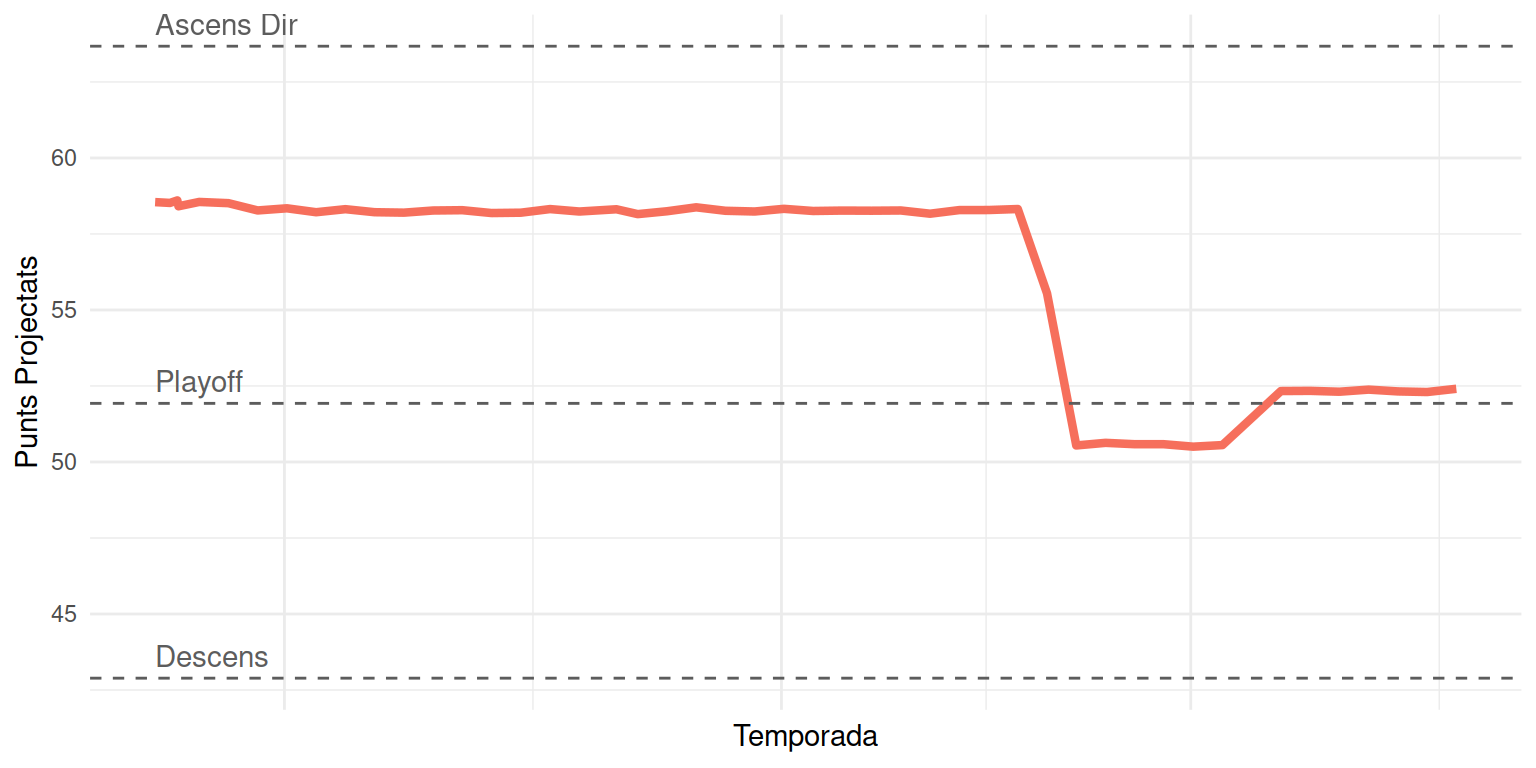 Ascens Dir
60
55
Playoff
50
45
Descens
Punts Projectats
Temporada